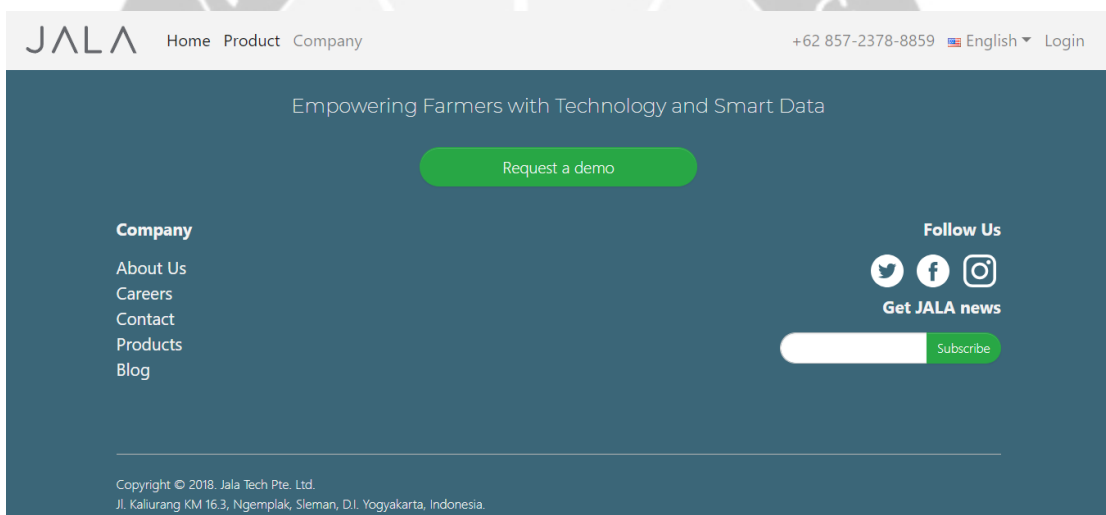 JALA Home Product Company +62 857-2378-8859 English Login
Empowering Farmers with Technology and Smart Data
Request a demo
Company
About Us
Careers
Contact
Products
Blog
Follow Us
Get JALA news
Subscribe
Copyright © 2018. Jala Tech Pte. Ltd.
Jl. Kaliurang KM 16.3, Ngemplak, Sleman, D.I. Yogyakarta, Indonesia.